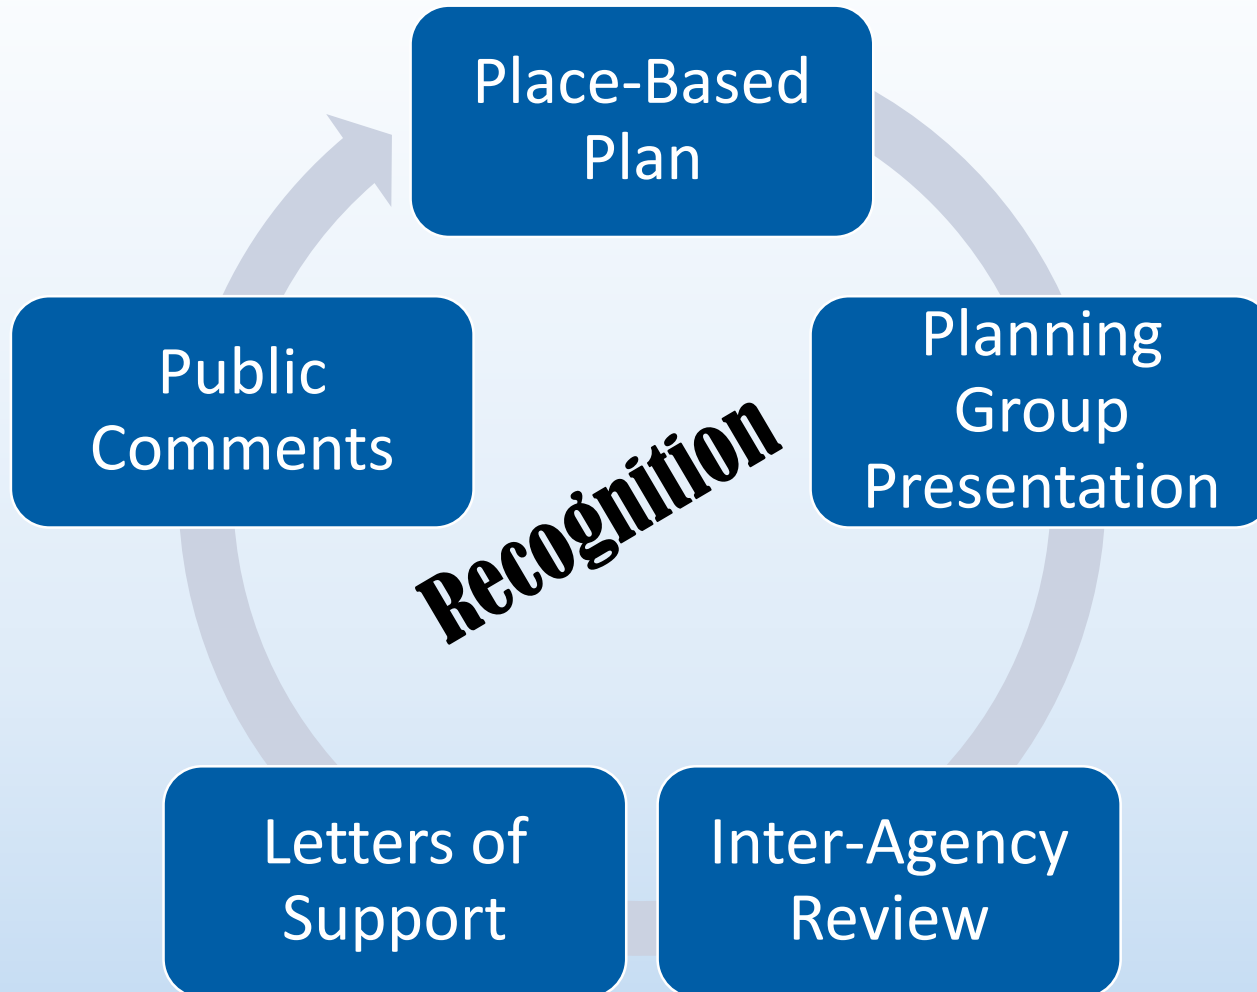 Place-Based
Plan
Planning
Group
Presentation
Inter-Agency
Review
Letters of
Support
Public
Comments
Recognition